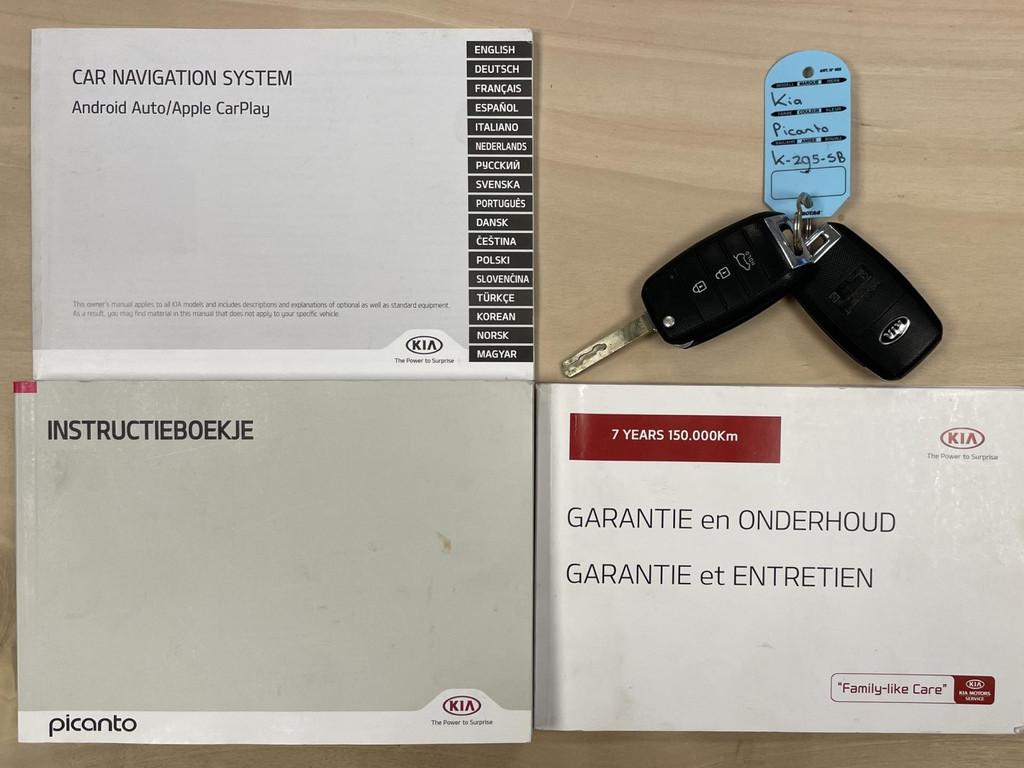 CAR NAVIGATION SYSTEM
Android Auto/Apple CarPlay
ENGLISH
DEUTSCH
FRANÇAIS
ESPAÑOL
ITALIANO
NEDERLANDS
РУССКИЙ
SVENSKA
PORTUGUÊS
DANSK
ČEŠTINA
POLSKI
SLOVENČINA
TÜRKÇE
KOREAN
NORSK
MAGYAR
This owner's manual applies to all KIA models and includes descriptions and explanations of optional as well as standard equipment.
As a result, you may find material in this manual that does not apply to your specific vehicle.
KIA
The Power to Surprise
Kia
Picanto
K-295-SB
HOLD
KIA
INSTRUCTIEBOEKJE
picanto
KIA
The Power to Surprise
7 YEARS 150.000Km
KIA
The Power to Surprise
GARANTIE en ONDERHOUD
GARANTIE et ENTRETIEN
"Family-like Care"
KIA
KIA MOTORS
SERVICE